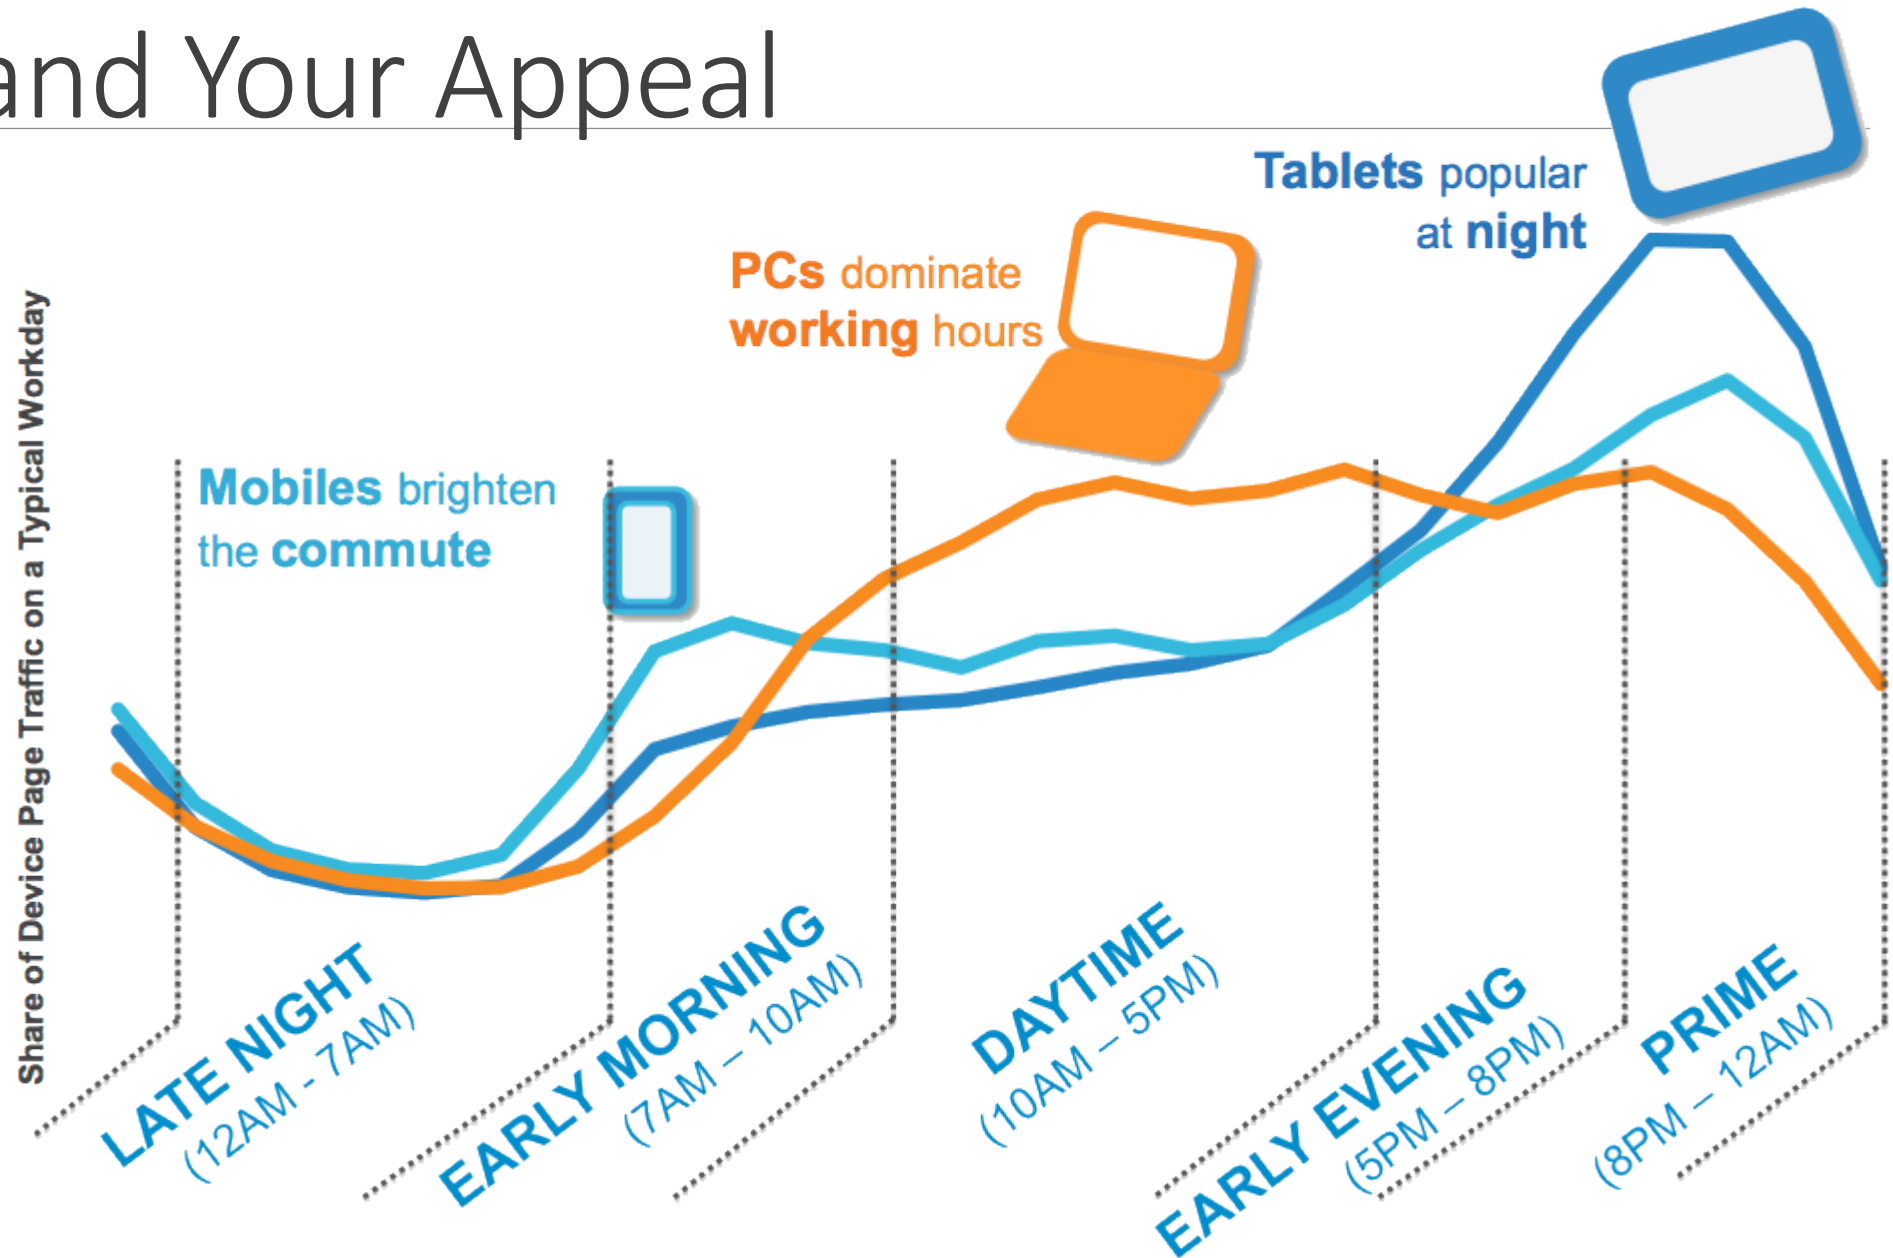 and Your Appeal
Tablets popular
at night
PCs dominate
working hours
Mobiles brighten
the commute
Share of Device Page Traffic on a Typical Workday
LATE NIGHT
(12AM - 7AM)
EARLY MORNING
(7AM – 10AM)
DAYTIME
(10AM – 5PM)
EARLY EVENING
(5PM – 8PM)
PRIME
(8PM – 12AM)